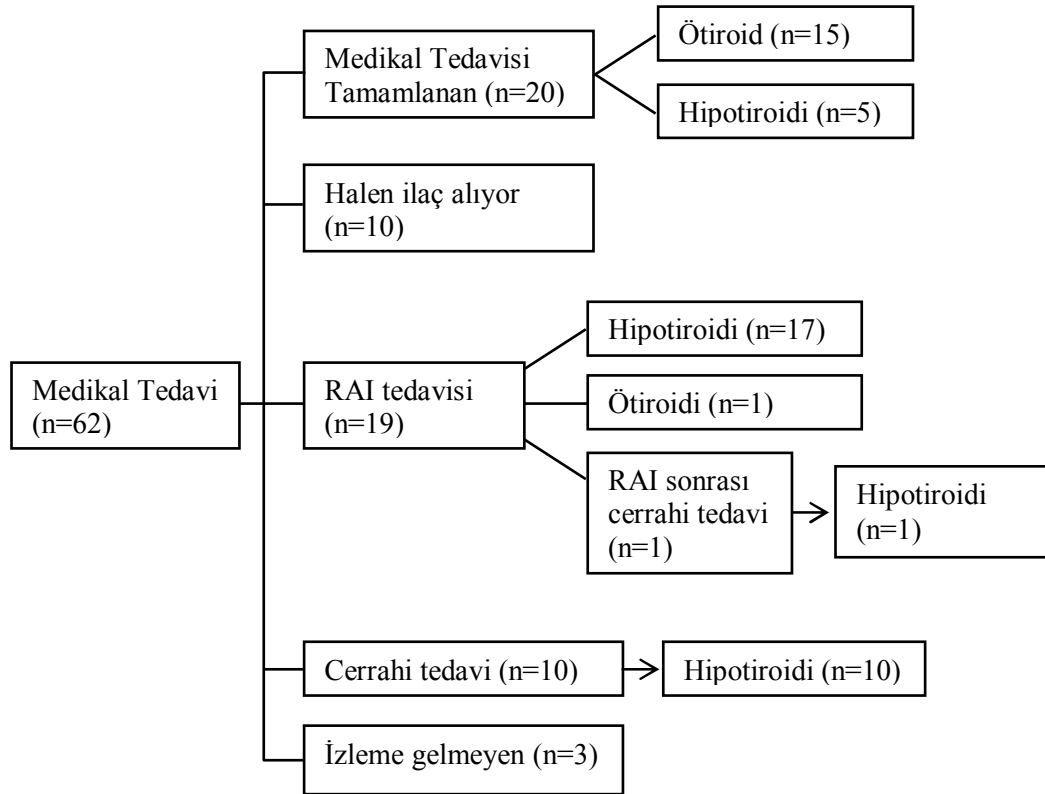 Medikal Tedavi
(n=62)
Medikal Tedavisi
Tamamlanan (n=20)
Ötiroid (n=15)
Hipotiroidi (n=5)
Halen ilaç alıyor
(n=10)
RAI tedavisi
(n=19)
Hipotiroidi (n=17)
Ötiroidi (n=1)
RAI sonrası
cerrahi tedavi
(n=1)
Hipotiroidi
(n=1)
Cerrahi tedavi (n=10)
Hipotiroidi (n=10)
İzleme gelmeyen (n=3)